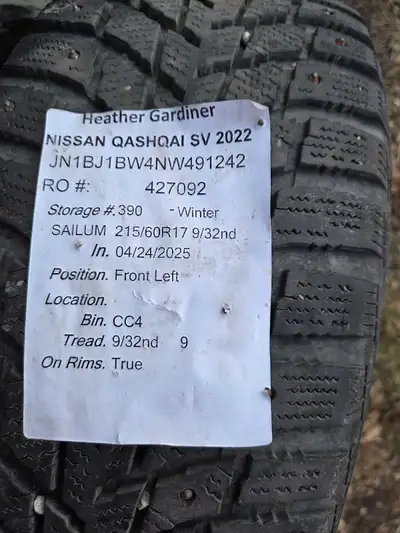 Heather Gardiner
NISSAN QASHQAI SV 2022
JN1BJ1BW4NW491242
RO #: 427092
Storage #. 390 - Winter
SAILUM 215/60R17 9/32nd
In. 04/24/2025
Position. Front Left
Location.
Bin. CC4
Tread. 9/32nd 9
On Rims. True